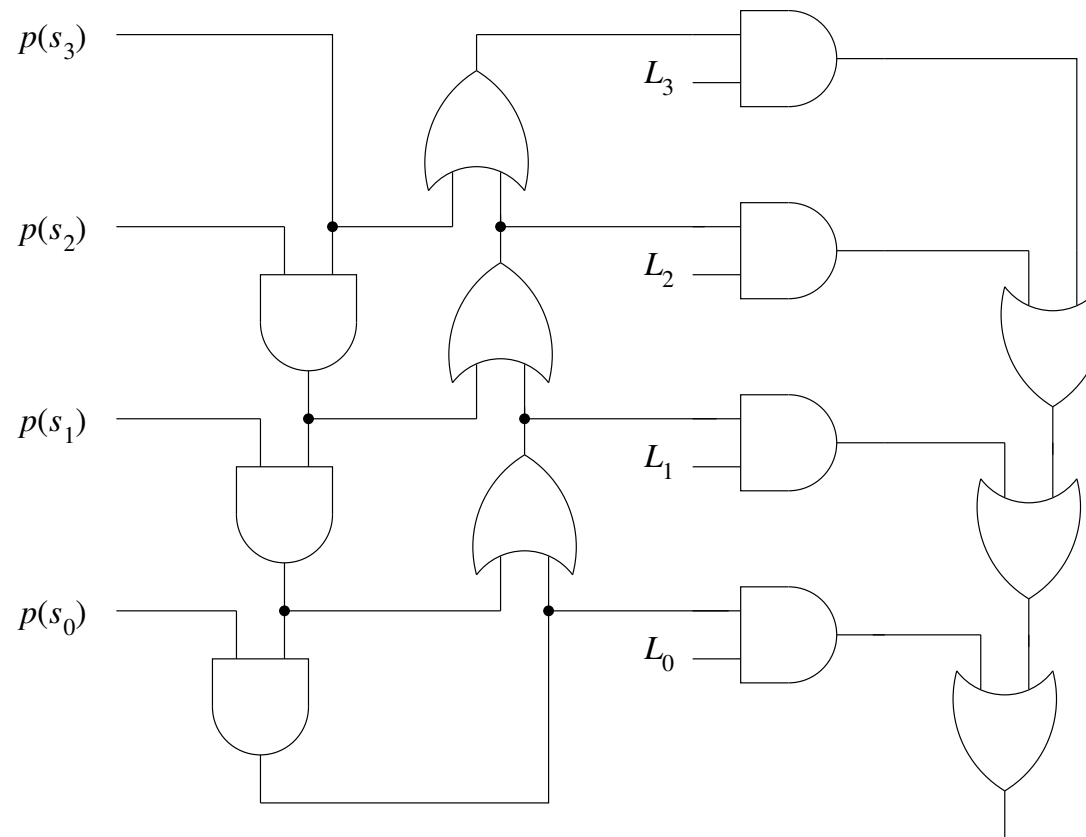 p(s₃)
L₃
p(s₂)
L₂
p(s₁)
L₁
p(s₀)
L₀